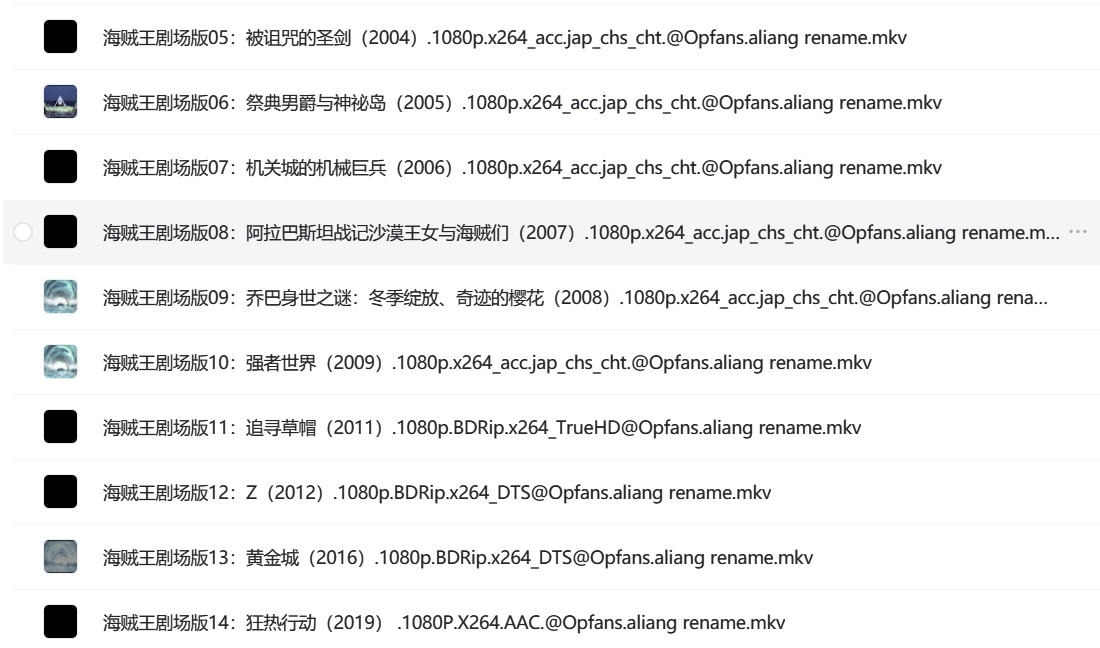 海贼王剧场版05：被诅咒的圣剑（2004）.1080p.x264_acc.jap_chs_cht.@Opfans.aliang rename.mkv
海贼王剧场版06：祭典男爵与神祕岛（2005）.1080p.x264_acc.jap_chs_cht.@Opfans.aliang rename.mkv
海贼王剧场版07：机关城的机械巨兵（2006）.1080p.x264_acc.jap_chs_cht.@Opfans.aliang rename.mkv
海贼王剧场版08：阿拉巴斯坦战记沙漠王女与海贼们（2007）.1080p.x264_acc.jap_chs_cht.@Opfans.aliang rename.m...
海贼王剧场版09：乔巴身世之谜：冬季绽放、奇迹的樱花（2008）.1080p.x264_acc.jap_chs_cht.@Opfans.aliang rena...
海贼王剧场版10：强者世界（2009）.1080p.x264_acc.jap_chs_cht.@Opfans.aliang rename.mkv
海贼王剧场版11：追寻草帽（2011）.1080p.BDRip.x264_TrueHD@Opfans.aliang rename.mkv
海贼王剧场版12：Z（2012）.1080p.BDRip.x264_DTS@Opfans.aliang rename.mkv
海贼王剧场版13：黄金城（2016）.1080p.BDRip.x264_DTS@Opfans.aliang rename.mkv
海贼王剧场版14：狂热行动（2019） .1080P.X264.AAC.@Opfans.aliang rename.mkv